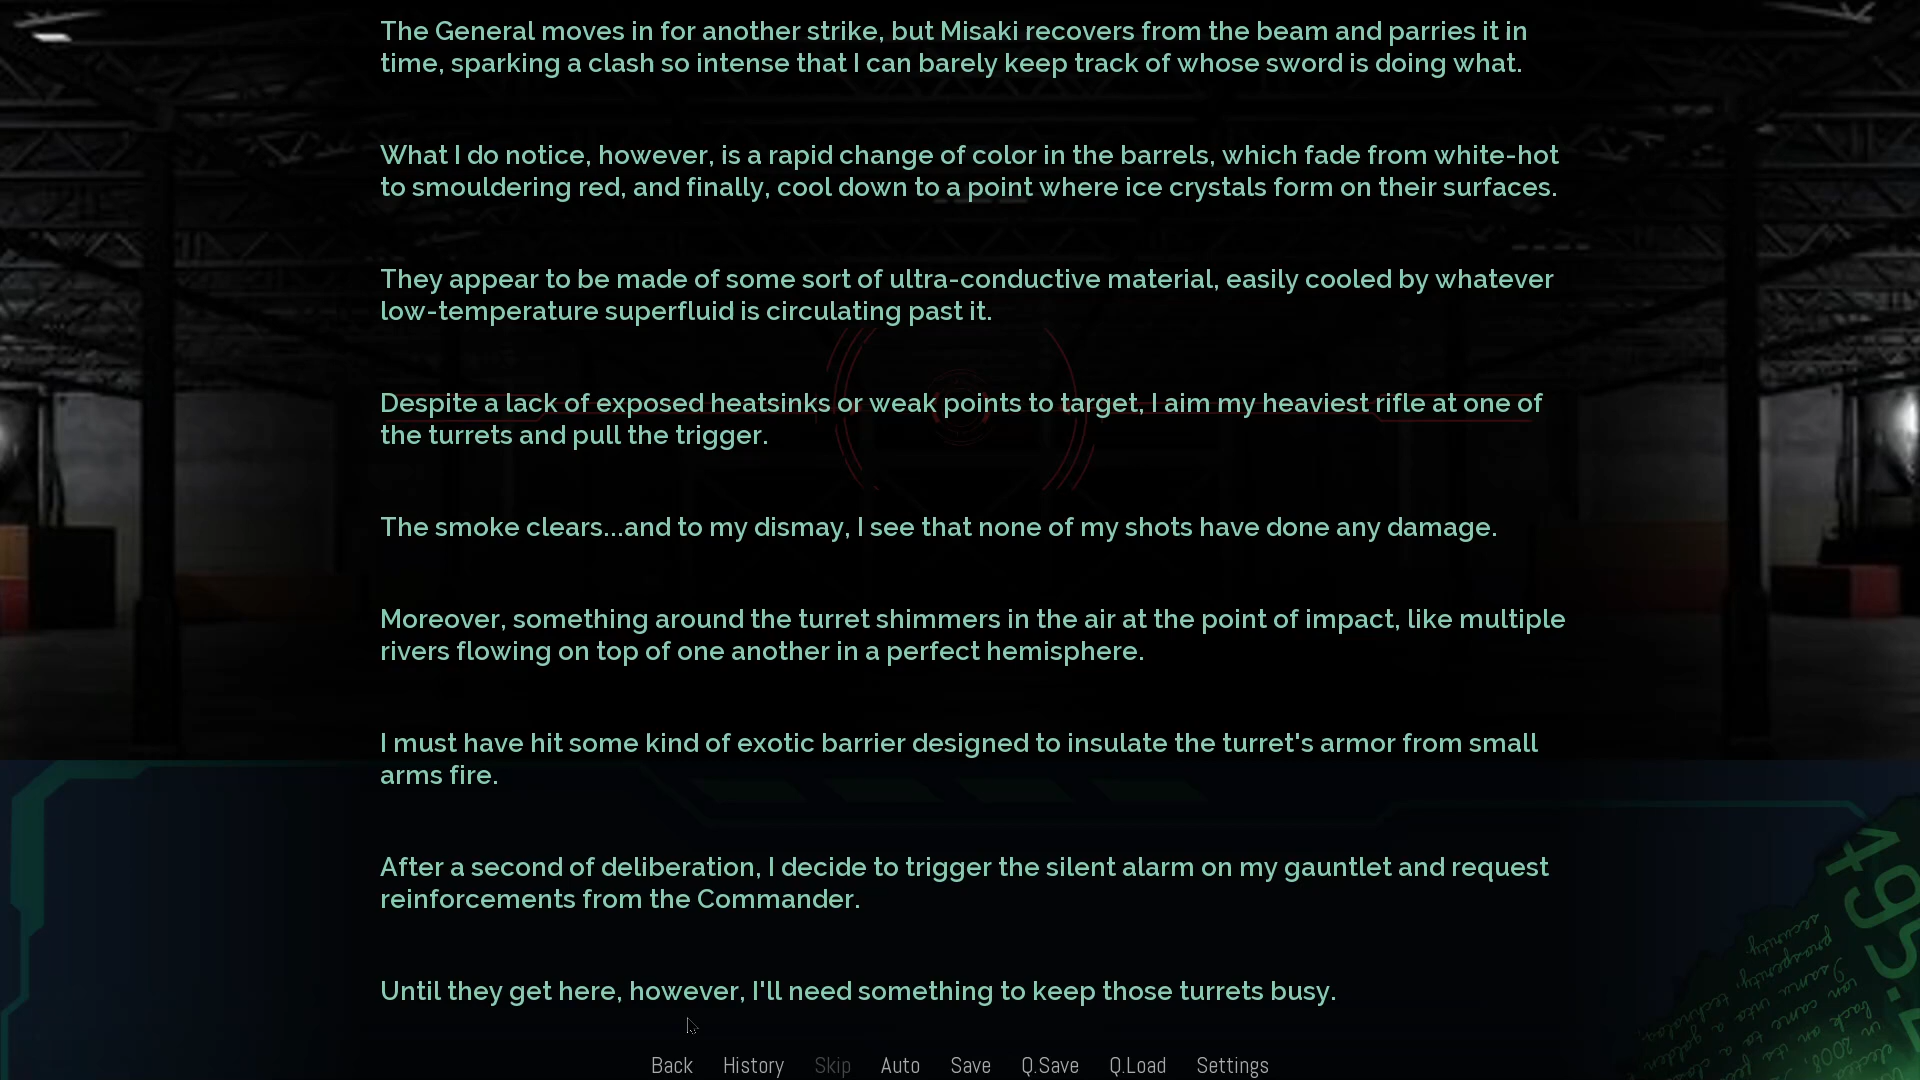 The General moves in for another strike, but Misaki recovers from the beam and parries it in
time, sparking a clash so intense that I can barely keep track of whose sword is doing what.
What I do notice, however, is a rapid change of color in the barrels, which fade from white-hot
to smouldering red, and finally, cool down to a point where ice crystals form on their surfaces.
They appear to be made of some sort of ultra-conductive material, easily cooled by whatever
low-temperature superfluid is circulating past it.
Despite a lack of exposed heatsinks or weak points to target, I aim my heaviest rifle at one of
the turrets and pull the trigger.
The smoke clears...and to my dismay, I see that none of my shots have done any damage.
Moreover, something around the turret shimmers in the air at the point of impact, like multiple
rivers flowing on top of one another in a perfect hemisphere.
I must have hit some kind of exotic barrier designed to insulate the turret's armor from small
arms fire.
After a second of deliberation, I decide to trigger the silent alarm on my gauntlet and request
reinforcements from the Commander.
Until they get here, however, I'll need something to keep those turrets busy.
Back History Skip Auto Save Q.Save Q.Load Settings